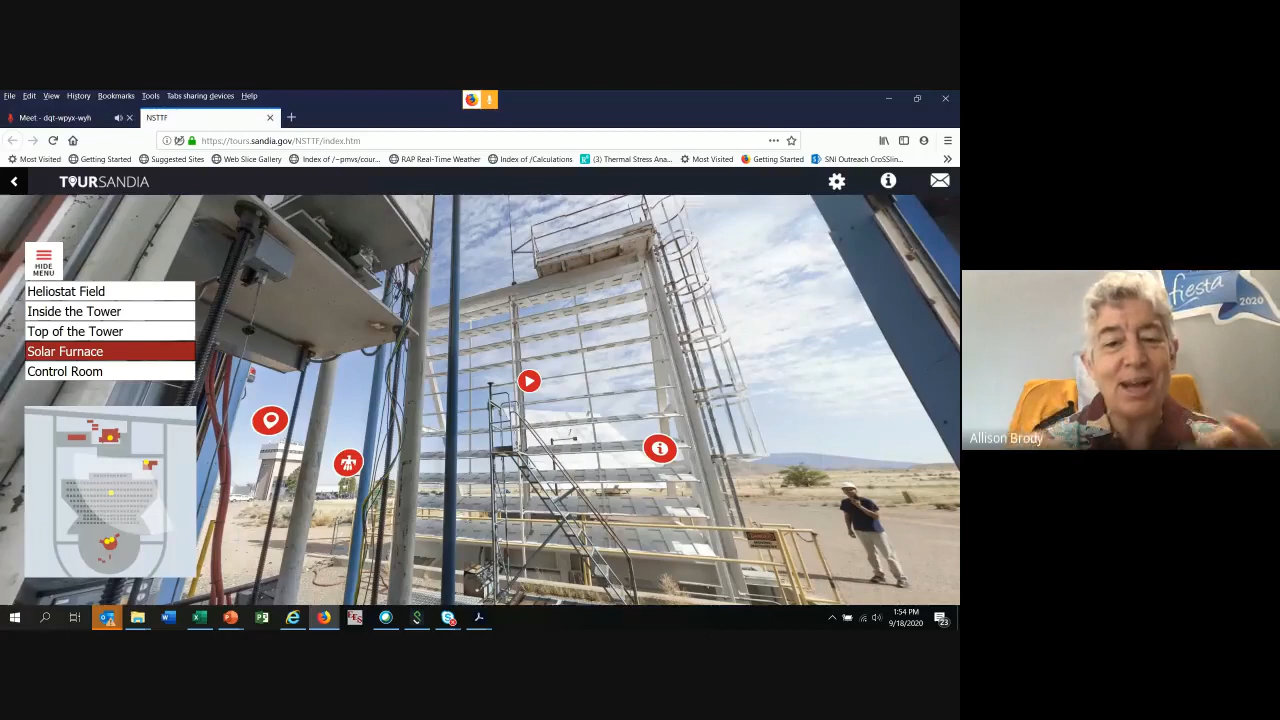 File Edit View History Bookmarks Tools Tabs sharing devices Help
Meet - dqt-wpyx-wyh
NSTTF
https://tours.sandia.gov/NSTTF/index.htm
Most Visited Getting Started Suggested Sites Web Slice Gallery Index of /~pmvs/cour... RAP Real-Time Weather Index of /Calculations (3) Thermal Stress Ana... Most Visited Getting Started SNI Outreach CroSSlin...
TOURSANDIA
HIDE
MENU
Heliostat Field
Inside the Tower
Top of the Tower
Solar Furnace
Control Room
fiesta
2020
Allison Brody
1:54 PM
9/18/2020
23